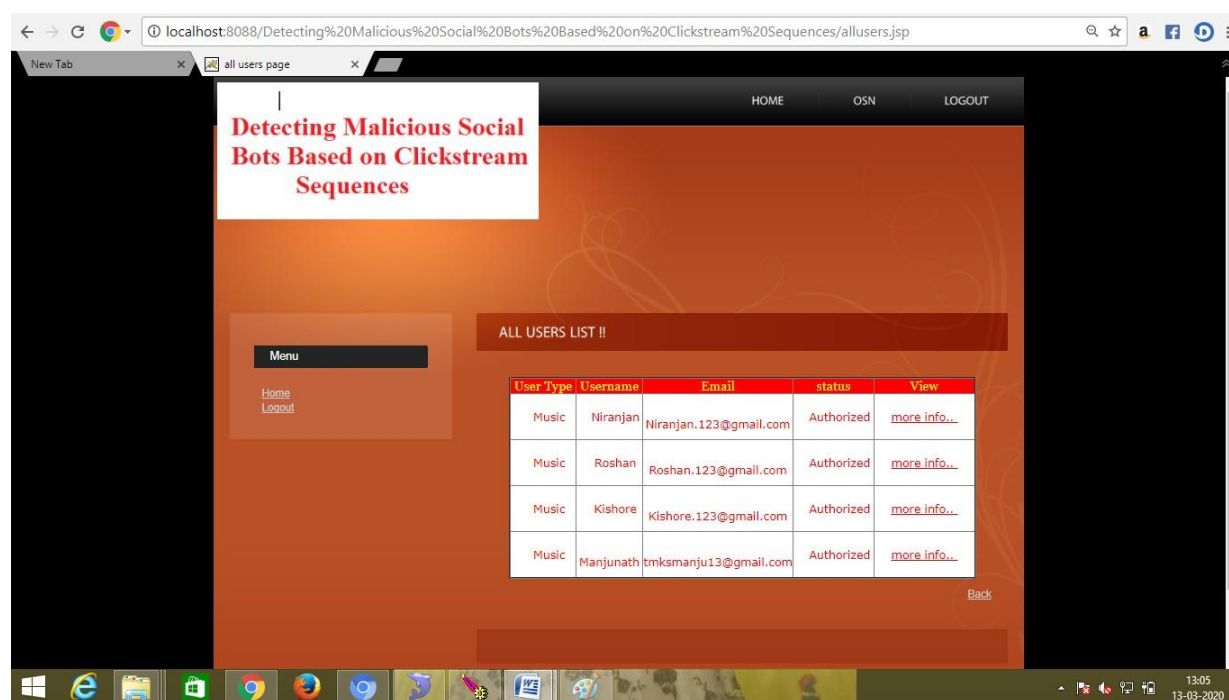 localhost:8088/Detecting%20Malicious%20Social%20Bots%20Based%20on%20Clickstream%20Sequences/allusers.jsp
New Tab
all users page
HOME OSN LOGOUT
Detecting Malicious Social
Bots Based on Clickstream
Sequences
ALL USERS LIST !!
Menu
Home
Logout
User Type Username Email status View
Music Niranjan Niranjan.123@gmail.com Authorized more info..
Music Roshan Roshan.123@gmail.com Authorized more info..
Music Kishore Kishore.123@gmail.com Authorized more info..
Music Manjunath tmksmanju13@gmail.com Authorized more info..
Back
13:05
13-03-2020